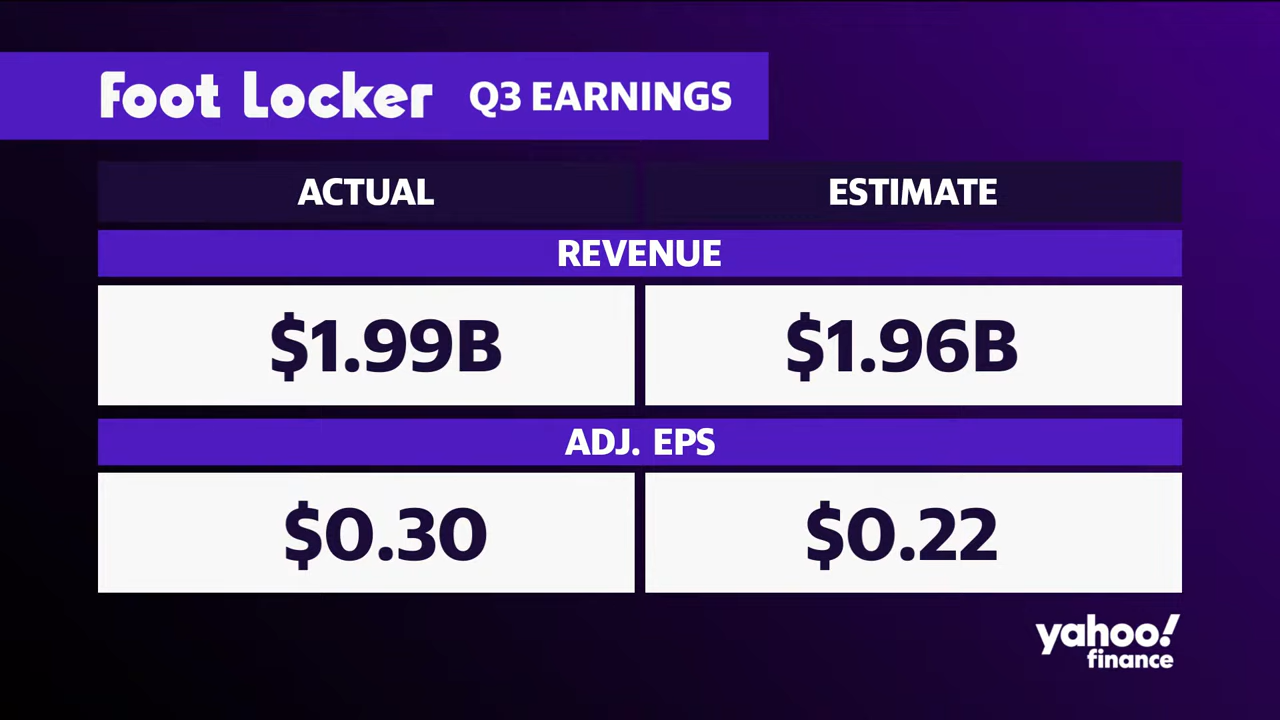 Foot Locker Q3 EARNINGS
ACTUAL ESTIMATE
REVENUE
$1.99B $1.96B
ADJ. EPS
$0.30 $0.22
yahoo!
finance